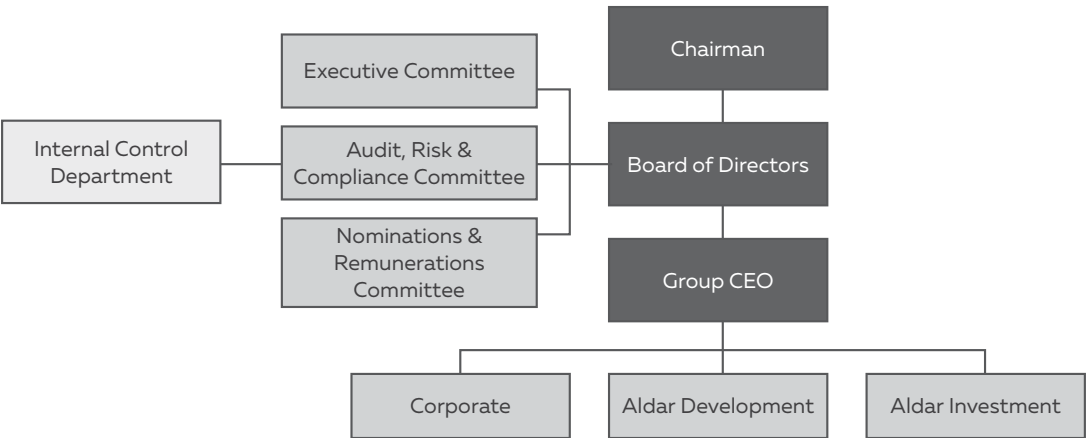 Chairman
Executive Committee
Internal Control
Department
Audit, Risk &
Compliance Committee
Board of Directors
Nominations &
Remunerations
Committee
Group CEO
Corporate
Aldar Development
Aldar Investment